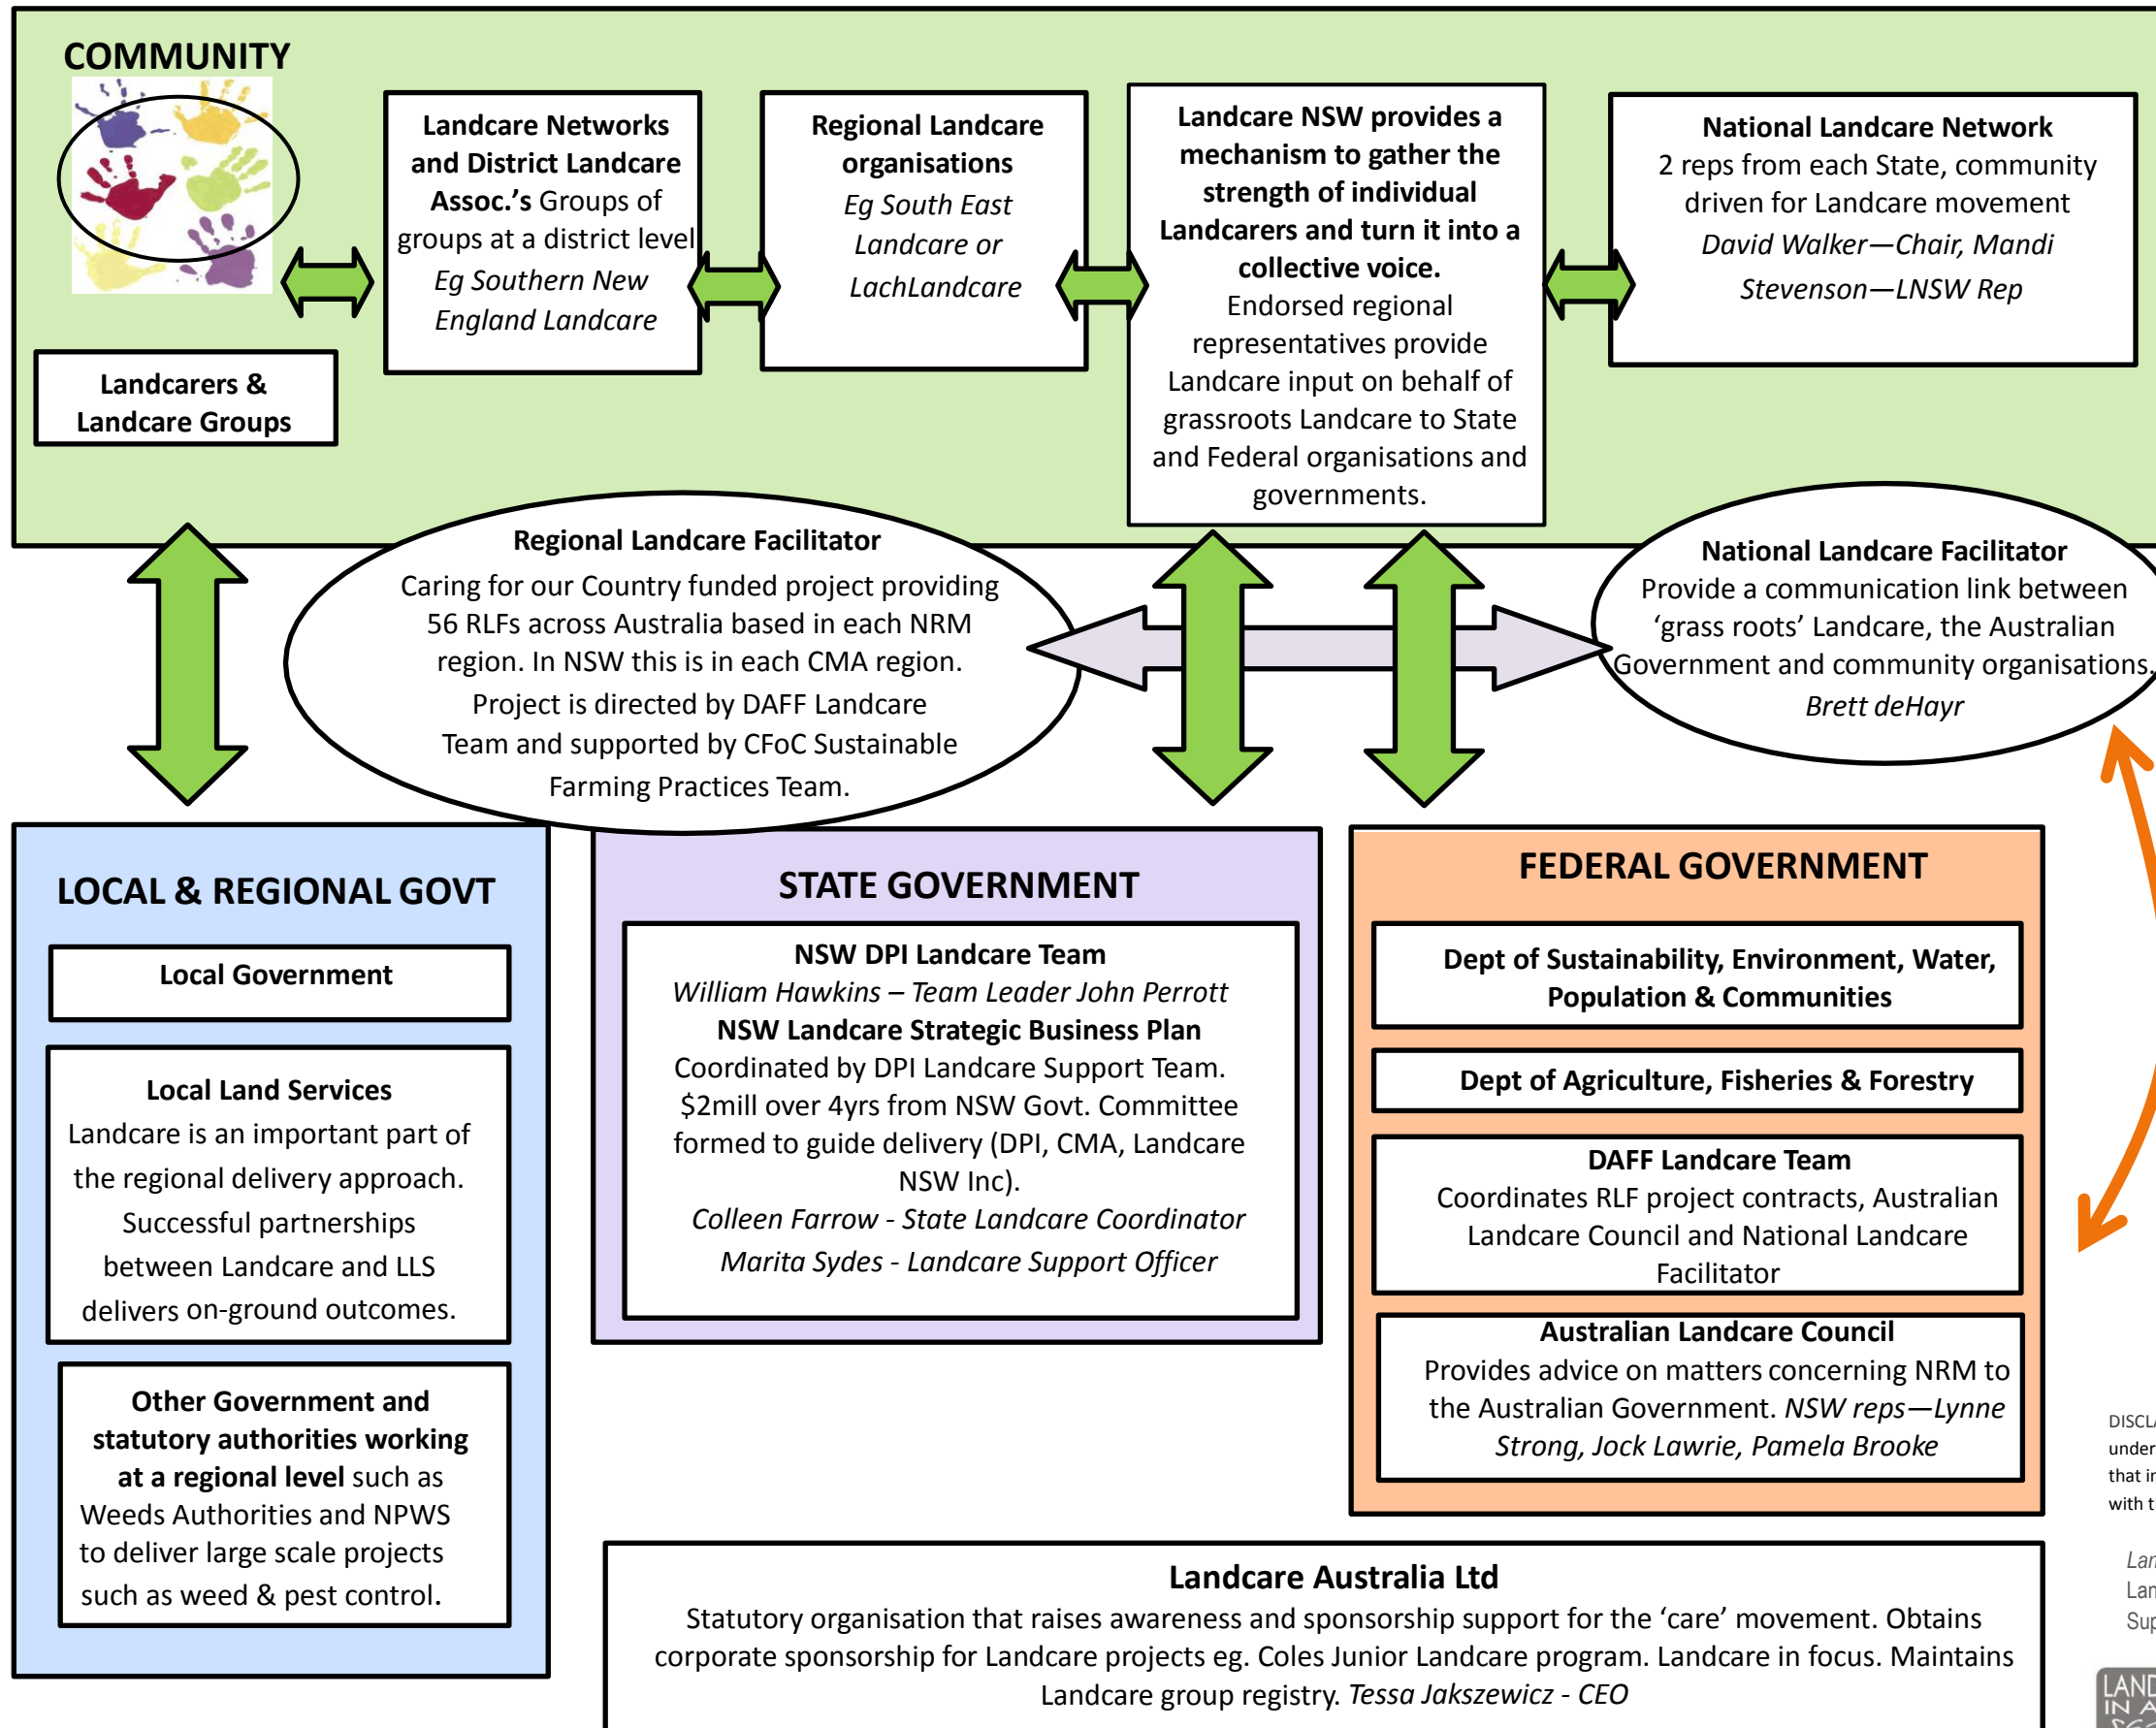 COMMUNITY
Landcarers &
Landcare Groups
Landcare Networks
and District Landcare
Assoc.'s Groups of
groups at a district level
Eg Southern New
England Landcare
Regional Landcare
organisations
Eg South East
Landcare or
LachLandcare
Landcare NSW provides a
mechanism to gather the
strength of individual
Landcarers and turn it into a
collective voice.
Endorsed regional
representatives provide
Landcare input on behalf of
grassroots Landcare to State
and Federal organisations and
governments.
National Landcare Network
2 reps from each State, community
driven for Landcare movement
David Walker—Chair, Mandi
Stevenson—LNSW Rep
Regional Landcare Facilitator
Caring for our Country funded project providing
56 RLFs across Australia based in each NRM
region. In NSW this is in each CMA region.
Project is directed by DAFF Landcare
Team and supported by CFoC Sustainable
Farming Practices Team.
National Landcare Facilitator
Provide a communication link between
‘grass roots’ Landcare, the Australian
Government and community organisations.
Brett deHayr
LOCAL & REGIONAL GOVT
Local Government
Local Land Services
Landcare is an important part of
the regional delivery approach.
Successful partnerships
between Landcare and LLS
delivers on-ground outcomes.
Other Government and
statutory authorities working
at a regional level such as
Weeds Authorities and NPWS
to deliver large scale projects
such as weed & pest control.
STATE GOVERNMENT
NSW DPI Landcare Team
William Hawkins – Team Leader John Perrott
NSW Landcare Strategic Business Plan
Coordinated by DPI Landcare Support Team.
$2mill over 4yrs from NSW Govt. Committee
formed to guide delivery (DPI, CMA, Landcare
NSW Inc).
Colleen Farrow - State Landcare Coordinator
Marita Sydes - Landcare Support Officer
FEDERAL GOVERNMENT
Dept of Sustainability, Environment, Water,
Population & Communities
Dept of Agriculture, Fisheries & Forestry
DAFF Landcare Team
Coordinates RLF project contracts, Australian
Landcare Council and National Landcare
Facilitator
Australian Landcare Council
Provides advice on matters concerning NRM to
the Australian Government. NSW reps—Lynne
Strong, Jock Lawrie, Pamela Brooke
Landcare Australia Ltd
Statutory organisation that raises awareness and sponsorship support for the ‘care’ movement. Obtains
corporate sponsorship for Landcare projects eg. Coles Junior Landcare program. Landcare in focus. Maintains
Landcare group registry. Tessa Jakszewicz - CEO
under
that
with